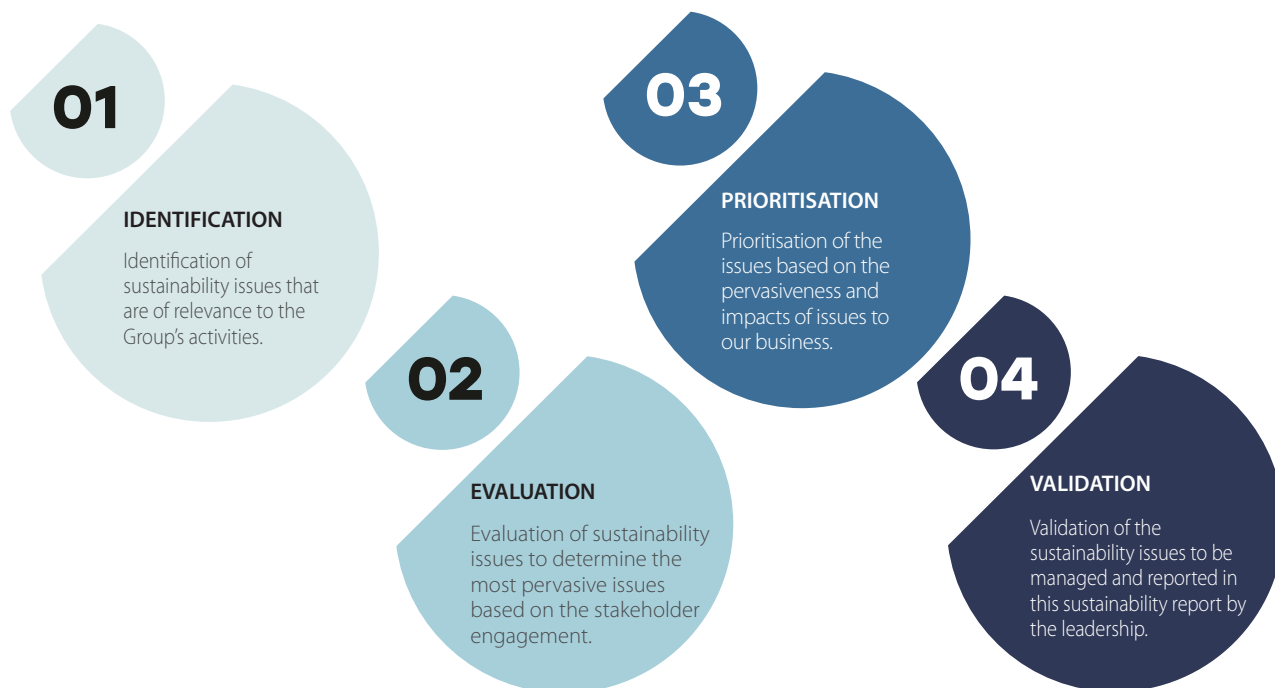 01
IDENTIFICATION
Identification of
sustainability issues that
are of relevance to the
Group's activities.
02
EVALUATION
Evaluation of sustainability
issues to determine the
most pervasive issues
based on the stakeholder
engagement.
03
PRIORITISATION
Prioritisation of the
issues based on the
pervasiveness and
impacts of issues to
our business.
04
VALIDATION
Validation of the
sustainability issues to be
managed and reported in
this sustainability report by
the leadership.